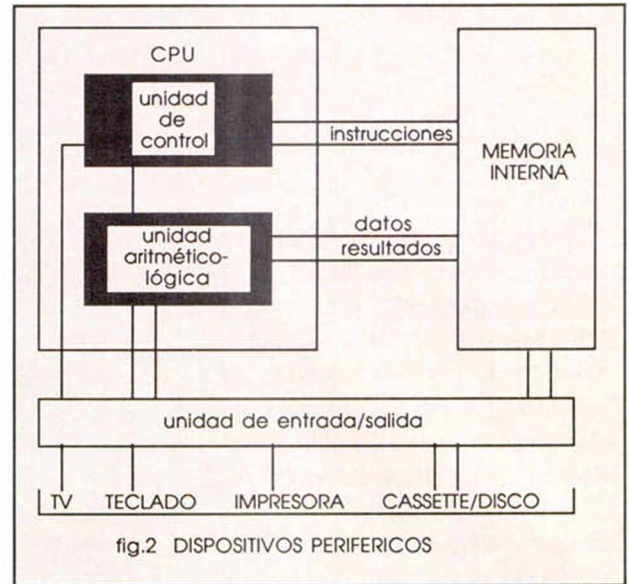 CPU
unidad
de
control
instrucciones
MEMORIA
INTERNA
datos
resultados
unidad
aritmético-
lógica
unidad de entrada/salida
TV TECLADO IMPRESORA CASSETTE/DISCO
fig.2 DISPOSITIVOS PERIFERICOS